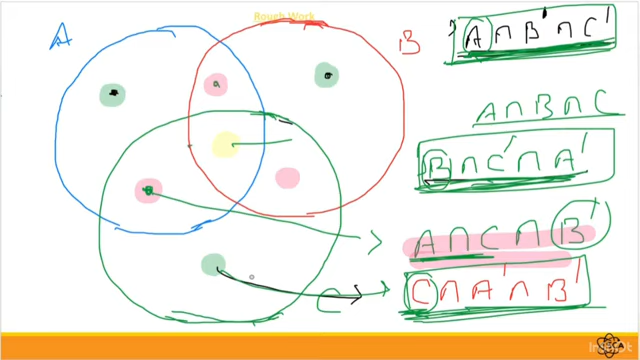 Rough Work
A
B
A ∩ B' ∩ C'
A ∩ B ∩ C
B ∩ C' ∩ A'
A ∩ C ∩ B'
C ∩ A' ∩ B'
C